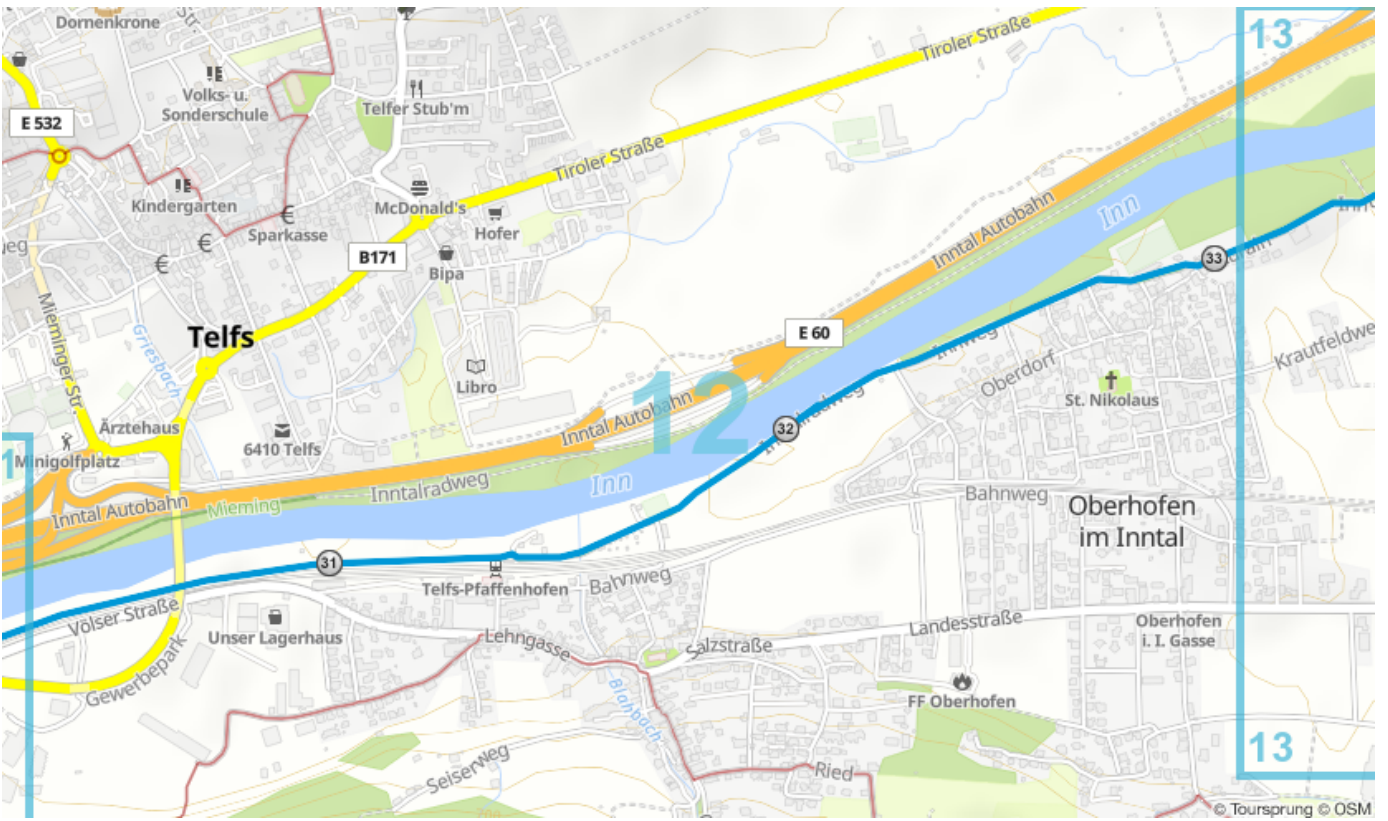 Dornenkrone
13
Tiroler Straße
Volks- u.
Sonderschule
Telfer Stub'm
E 532
Tiroler Straße
Kindergarten
McDonald's
Sparkasse
Hofer
Inn
Inntal Autobahn
B171
Bipa
33
Mieminger Str.
Griesbach
Telfs
E 60
Innweg
Krautfeldwe
Oberdorf
Libro
12
St. Nikolaus
Ärztehaus
6410 Telfs
Inntal Autobahn
32
1
Minigolfplatz
Inntal Autobahn
Mieming
Inntalradweg
Inn
Bahnweg
Oberhofen
im Inntal
31
Telfs-Pfaffenhofen
Bahnweg
Völser Straße
Unser Lagerhaus
Lehngasse
Salzstraße
Landesstraße
Oberhofen
i. I. Gasse
Gewerbepark
Blahbach
FF Oberhofen
13
Seiserweg
Ried
© Toursprung © OSM